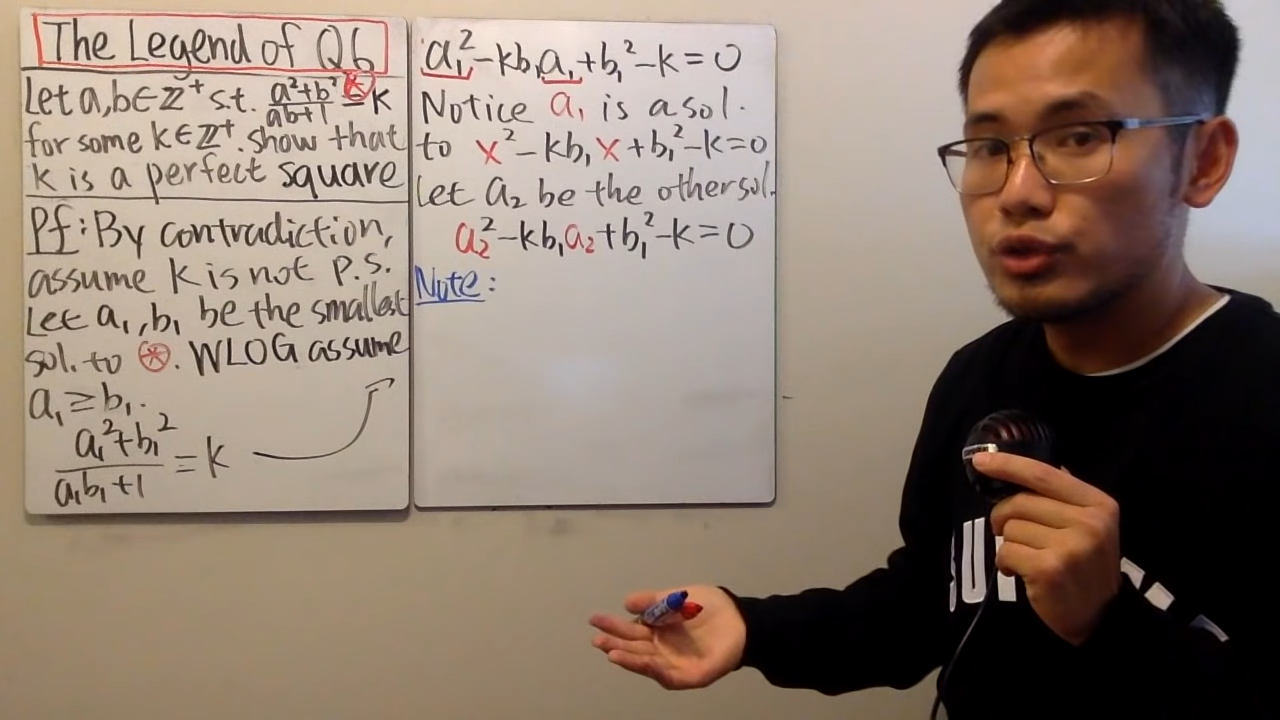 The Legend of Q6
Let a,b∈ℤ⁺ s.t. (a²+b²)/(ab+1) ⊛= k
for some k∈ℤ⁺. show that
k is a perfect square
Pf: By contradiction,
assume k is not P.S.
Let a₁,b₁ be the smallest
sol. to ⊛. WLOG assume
a₁ ≥ b₁.
(a₁²+b₁²)/(a₁b₁+1) = k
a₁²-kb₁a₁+b₁²-k=0
Notice a₁ is a sol.
to x²-kb₁x+b₁²-k=0
Let a₂ be the other sol.
a₂²-kb₁a₂+b₁²-k=0
Note: